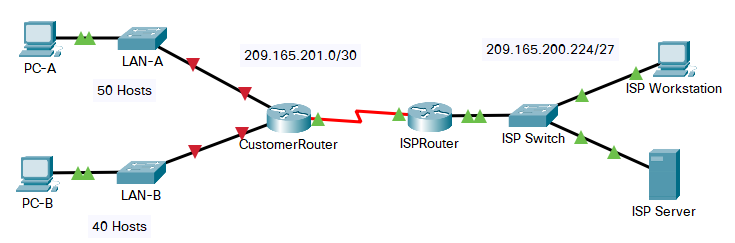 PC-A
LAN-A
50 Hosts
209.165.201.0/30
209.165.200.224/27
ISP Workstation
CustomerRouter
ISPRouter
ISP Switch
PC-B
LAN-B
40 Hosts
ISP Server